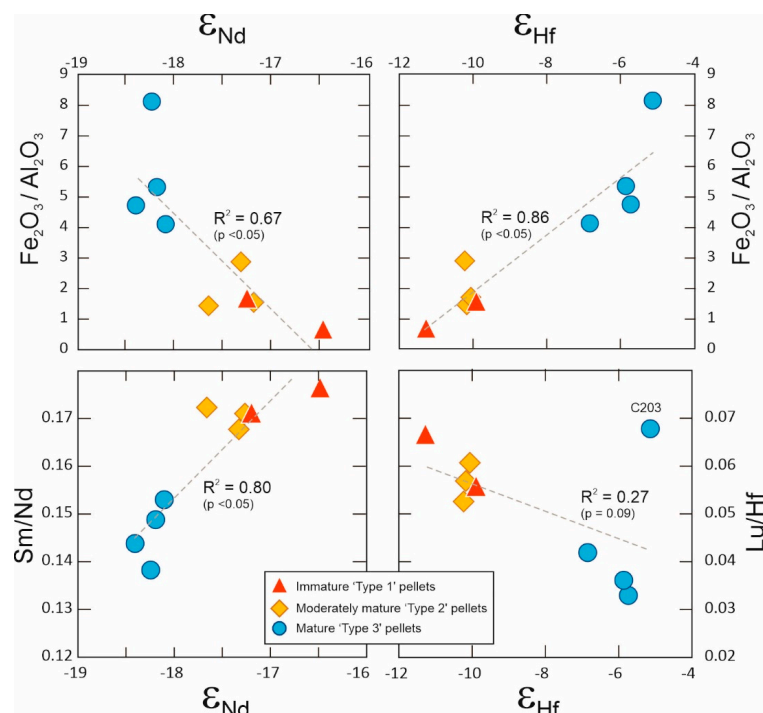 εNd
εHf
-19 -18 -17 -16
-12 -10 -8 -6 -4
Fe2O3 / Al2O3
9
8
7
6
5
4
3
2
1
0
R² = 0.67
(p <0.05)
R² = 0.86
(p <0.05)
9
8
7
6
5
4
3
2
1
0
Fe2O3 / Al2O3
Sm/Nd
0.17
0.16
0.15
0.14
0.13
0.12
R² = 0.80
(p <0.05)
C203
R² = 0.27
(p = 0.09)
0.07
0.06
0.05
0.04
0.03
0.02
Lu/Hf
Immature 'Type 1' pellets
Moderately mature 'Type 2' pellets
Mature 'Type 3' pellets
-19 -18 -17 -16
-12 -10 -8 -6 -4
εNd
εHf